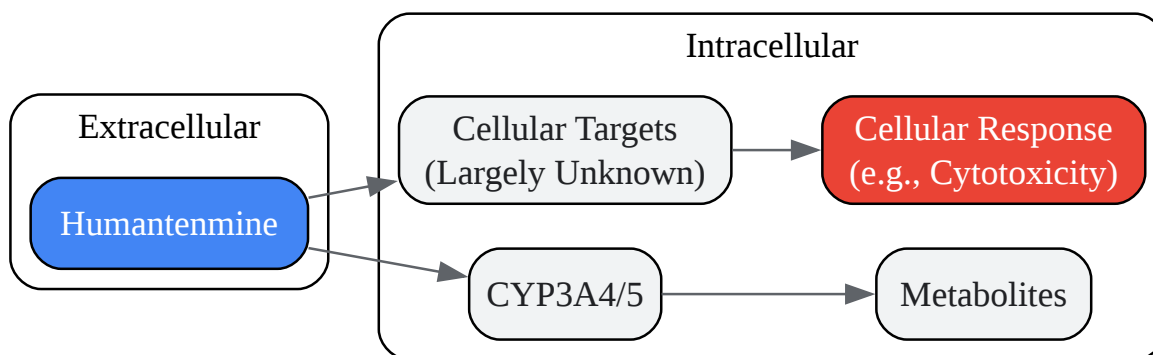 Intracellular
Extracellular
Humantenmine
Cellular Targets
(Largely Unknown)
Cellular Response
(e.g., Cytotoxicity)
CYP3A4/5
Metabolites